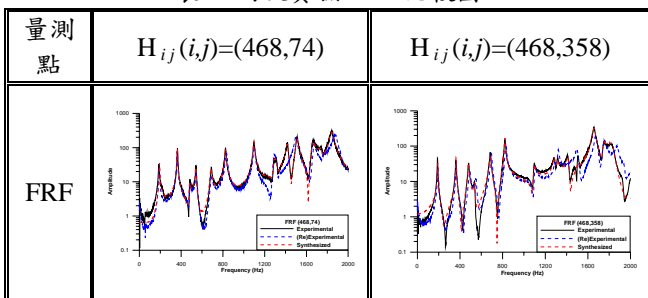 量測點
H ij (i,j)=(468,74)
H ij (i,j)=(468,358)
FRF
1000
100
10
1
0.1
Amplitude
0 400 800 1200 1600 2000
Frequency (Hz)
FRF (468,74)
Experimental
(Re)Experimental
Synthesized
1000
100
10
1
0.1
Amplitude
0 400 800 1200 1600 2000
Frequency (Hz)
FRF (468,358)
Experimental
(Re)Experimental
Synthesized